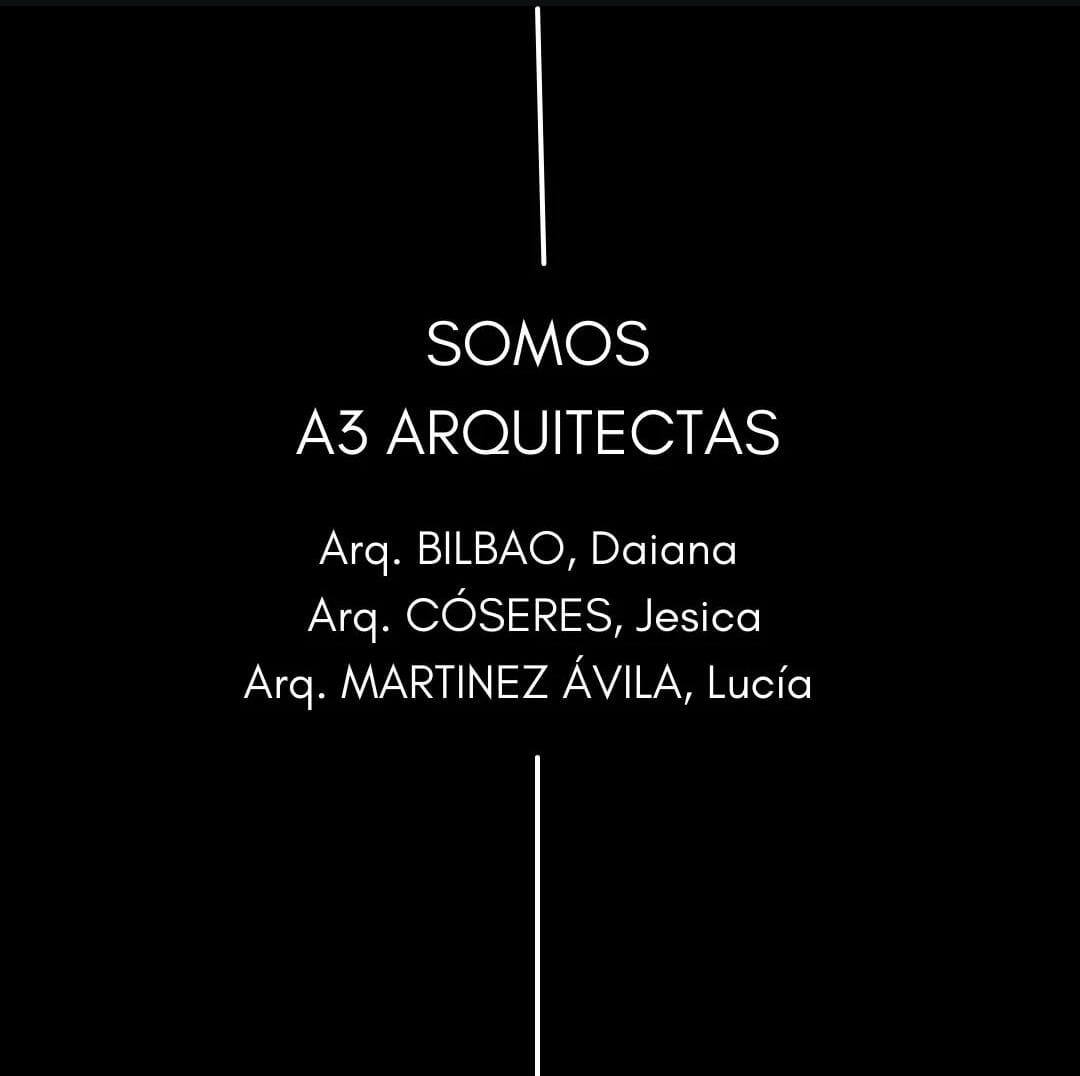 SOMOS
A3 ARQUITECTAS
Arq. BILBAO, Daiana
Arq. CÓSERES, Jesica
Arq. MARTINEZ ÁVILA, Lucía